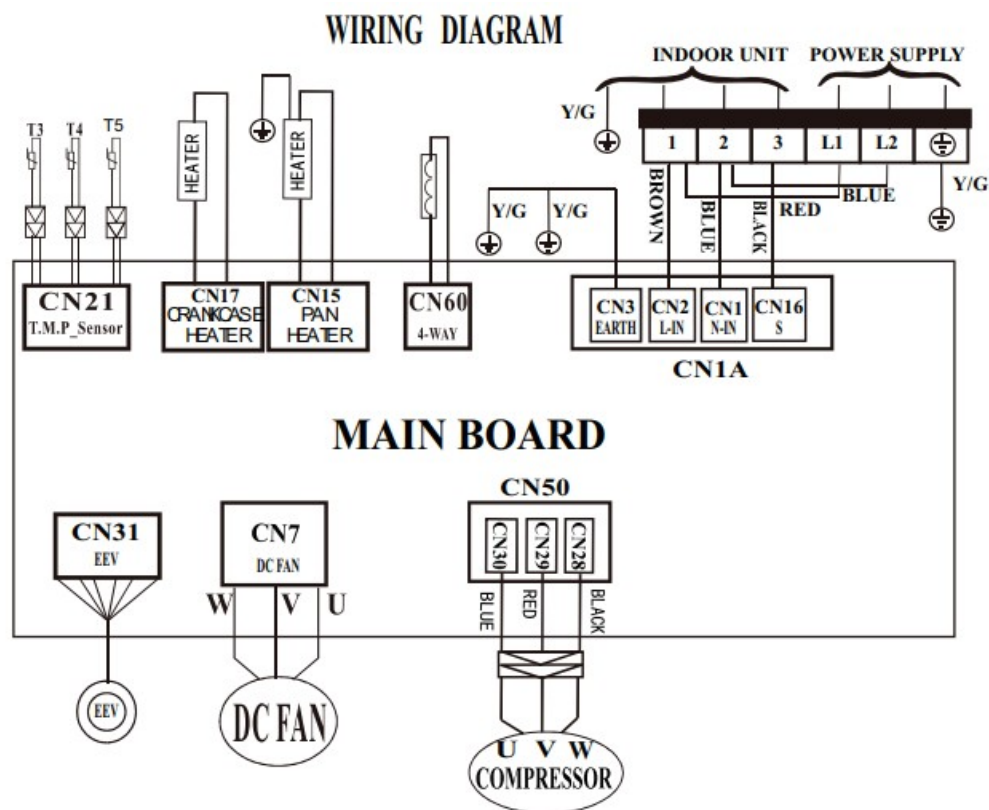 WIRING DIAGRAM
INDOOR UNIT POWER SUPPLY
Y/G
1 2 3 L1 L2
Y/G
BROWN
BLUE
BLACK
RED
BLUE
T3 T4 T5
HEATER
HEATER
Y/G Y/G
CN21
T.M.P_Sensor
CN17
CRANKCASE
HEATER
CN15
PAN
HEATER
CN60
4-WAY
CN3
EARTH
CN2
L-IN
CN1
N-IN
CN16
S
CN1A
MAIN BOARD
CN31
EEV
CN7
DC FAN
W V U
CN50
CN30
CN29
CN28
BLUE
RED
BLACK
EEV
DC FAN
U V W
COMPRESSOR